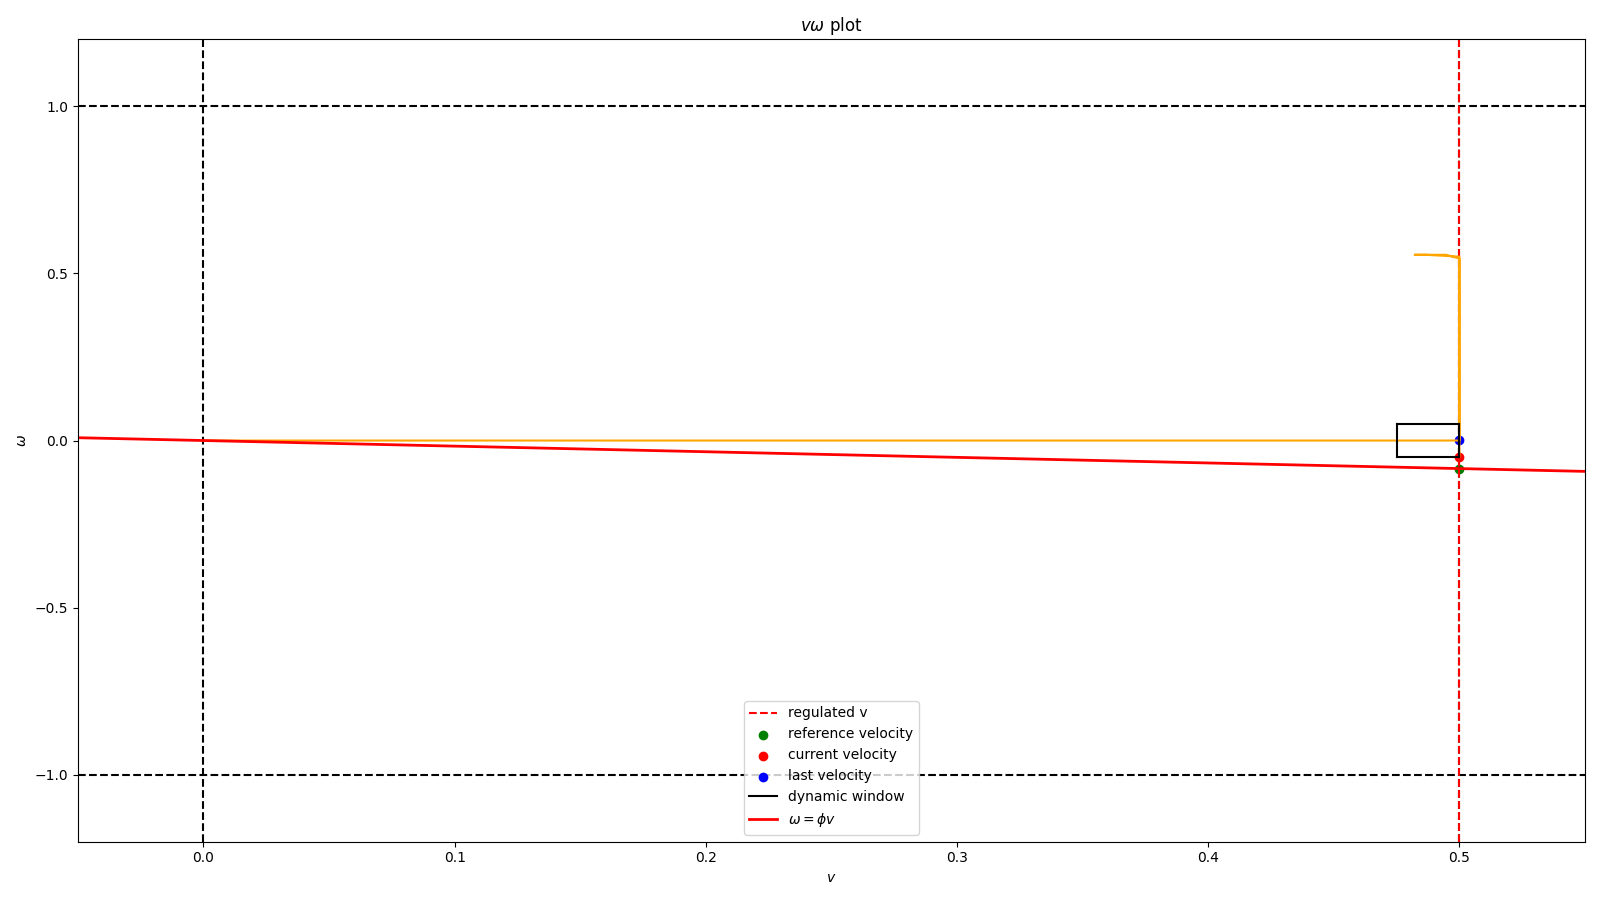 vω plot
1.0
0.5
0.0
−0.5
−1.0
ω
0.0
0.1
0.2
0.3
0.4
0.5
v
regulated v
reference velocity
current velocity
last velocity
dynamic window
ω = ϕv